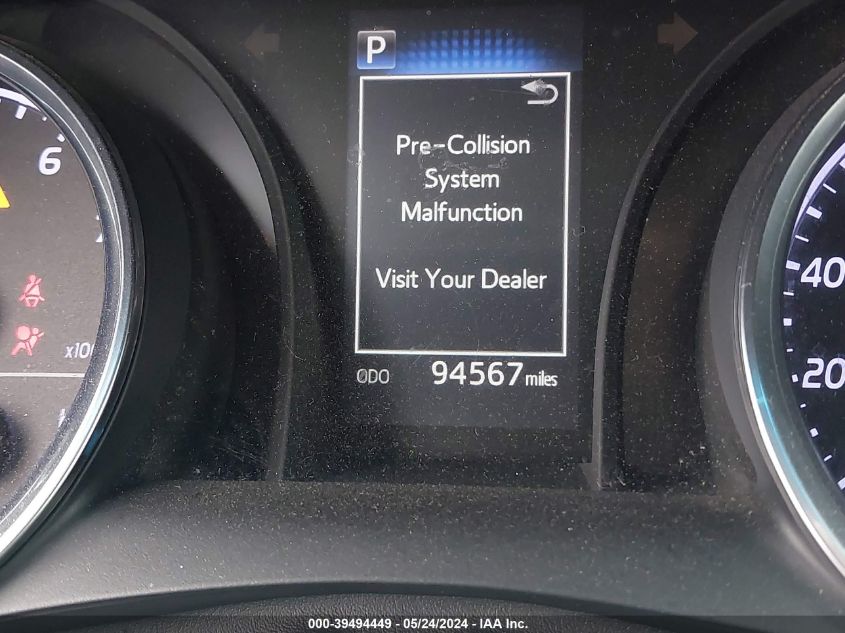 P
Pre-Collision
System
Malfunction
Visit Your Dealer
ODO 94567 miles
6
40
20
000-39494449 - 05/24/2024 - IAA Inc.